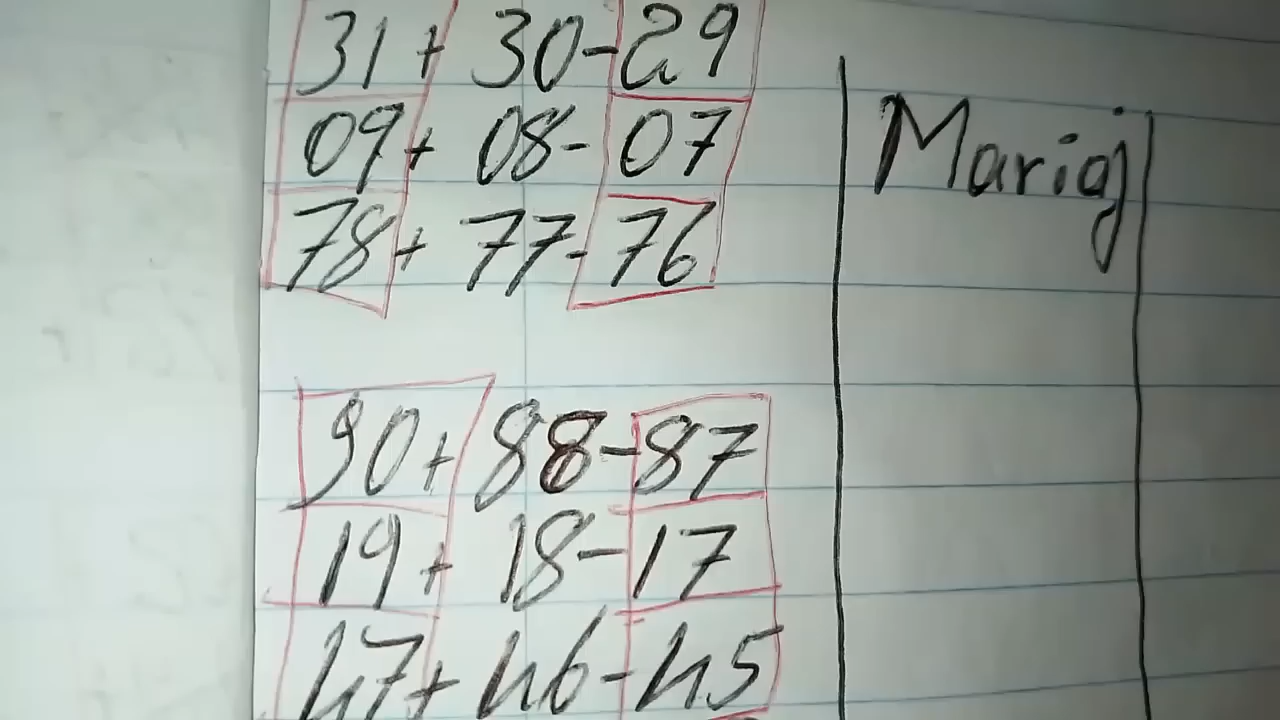 31 + 30 - 29
09 + 08 - 07
78 + 77 - 76
90 + 88 - 87
19 + 18 - 17
47 + 46 - 45
Mariaj